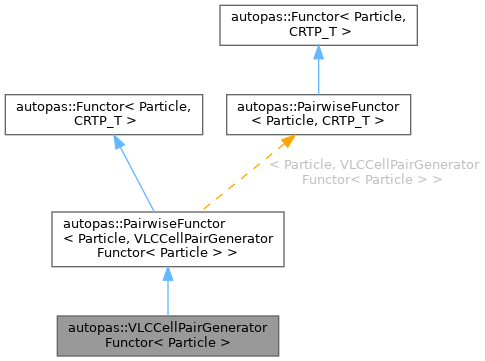 autopas::Functor< Particle,
CRTP_T >
autopas::Functor< Particle,
CRTP_T >
autopas::PairwiseFunctor
< Particle, CRTP_T >
< Particle, VLCCellPairGenerator
Functor< Particle > >
autopas::PairwiseFunctor
< Particle, VLCCellPairGenerator
Functor< Particle > >
autopas::VLCCellPairGenerator
Functor< Particle >